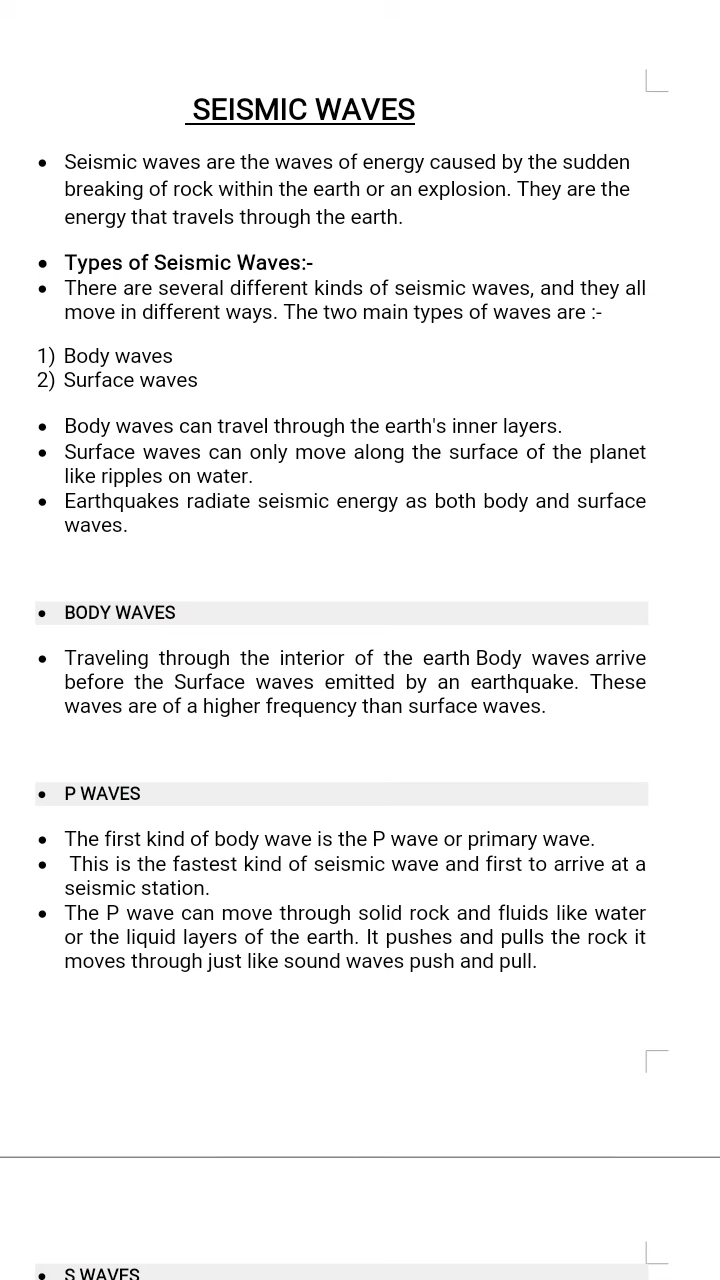 SEISMIC WAVES
• Seismic waves are the waves of energy caused by the sudden
breaking of rock within the earth or an explosion. They are the
energy that travels through the earth.
• Types of Seismic Waves:-
• There are several different kinds of seismic waves, and they all
move in different ways. The two main types of waves are :-
1) Body waves
2) Surface waves
• Body waves can travel through the earth's inner layers.
• Surface waves can only move along the surface of the planet
like ripples on water.
• Earthquakes radiate seismic energy as both body and surface
waves.
• BODY WAVES
• Traveling through the interior of the earth Body waves arrive
before the Surface waves emitted by an earthquake. These
waves are of a higher frequency than surface waves.
• P WAVES
• The first kind of body wave is the P wave or primary wave.
• This is the fastest kind of seismic wave and first to arrive at a
seismic station.
• The P wave can move through solid rock and fluids like water
or the liquid layers of the earth. It pushes and pulls the rock it
moves through just like sound waves push and pull.
• S WAVES